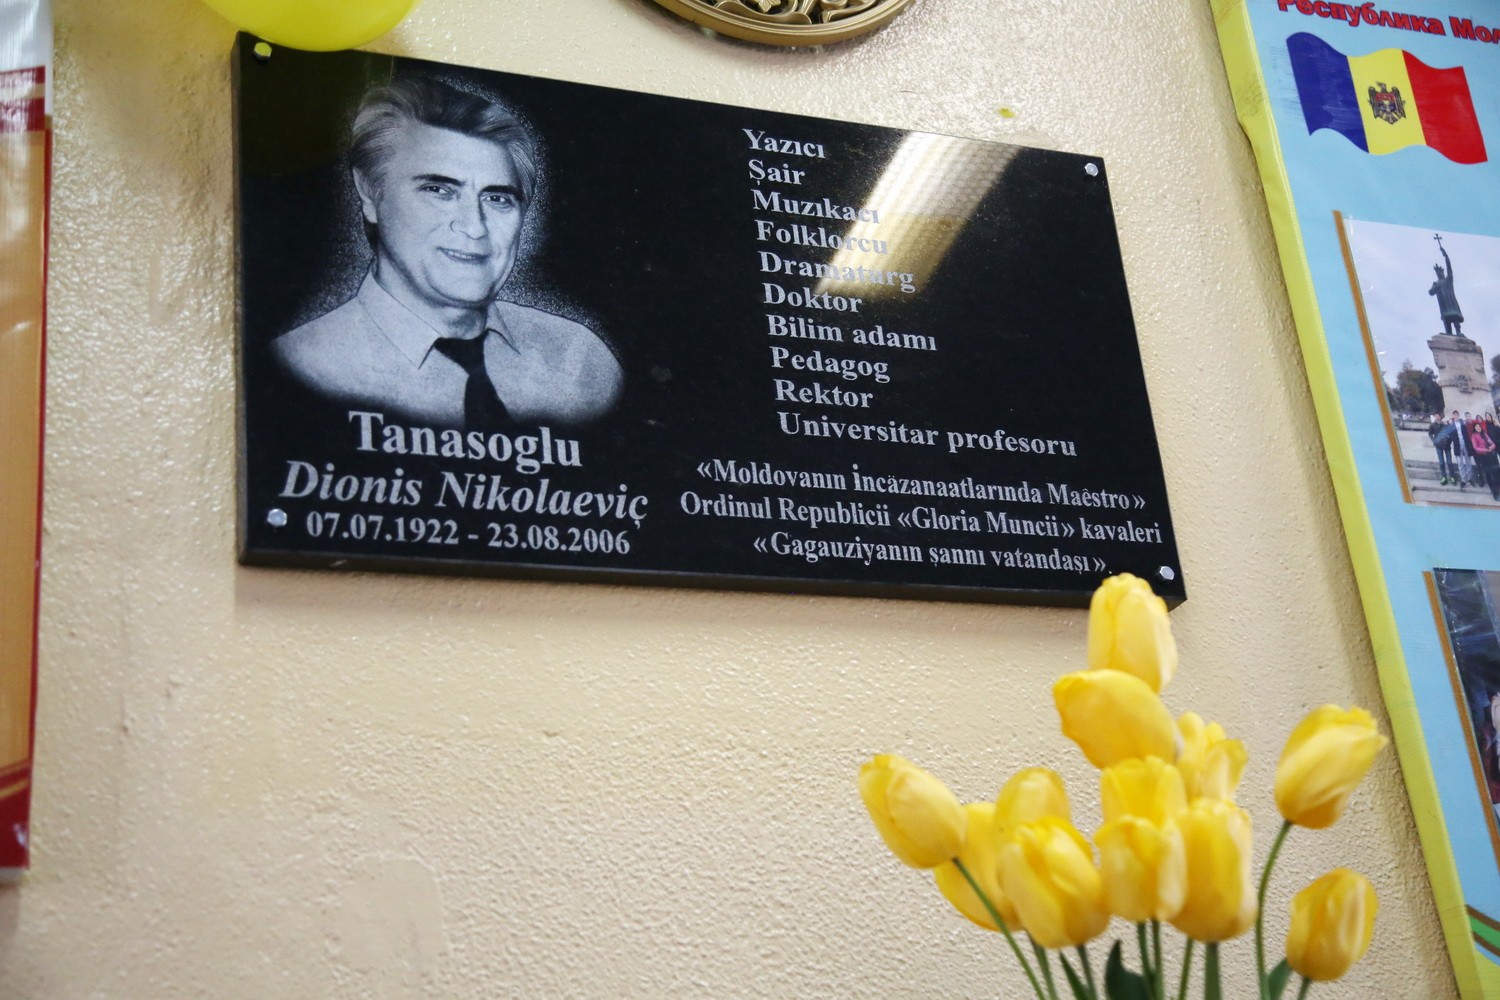 Tanasoglu
Dionis Nikolaeviç
07.07.1922 - 23.08.2006
Yazıcı
Şair
Muzıkacı
Folklorcu
Dramaturg
Doktor
Bilim adamı
Pedagog
Rektor
Universitar profesoru
«Moldovanın İncäzanaatlarında Maêstro»
Ordinul Republicii «Gloria Muncii» kavaleri
«Gagauziyanın şannı vatandaşı».
Республика